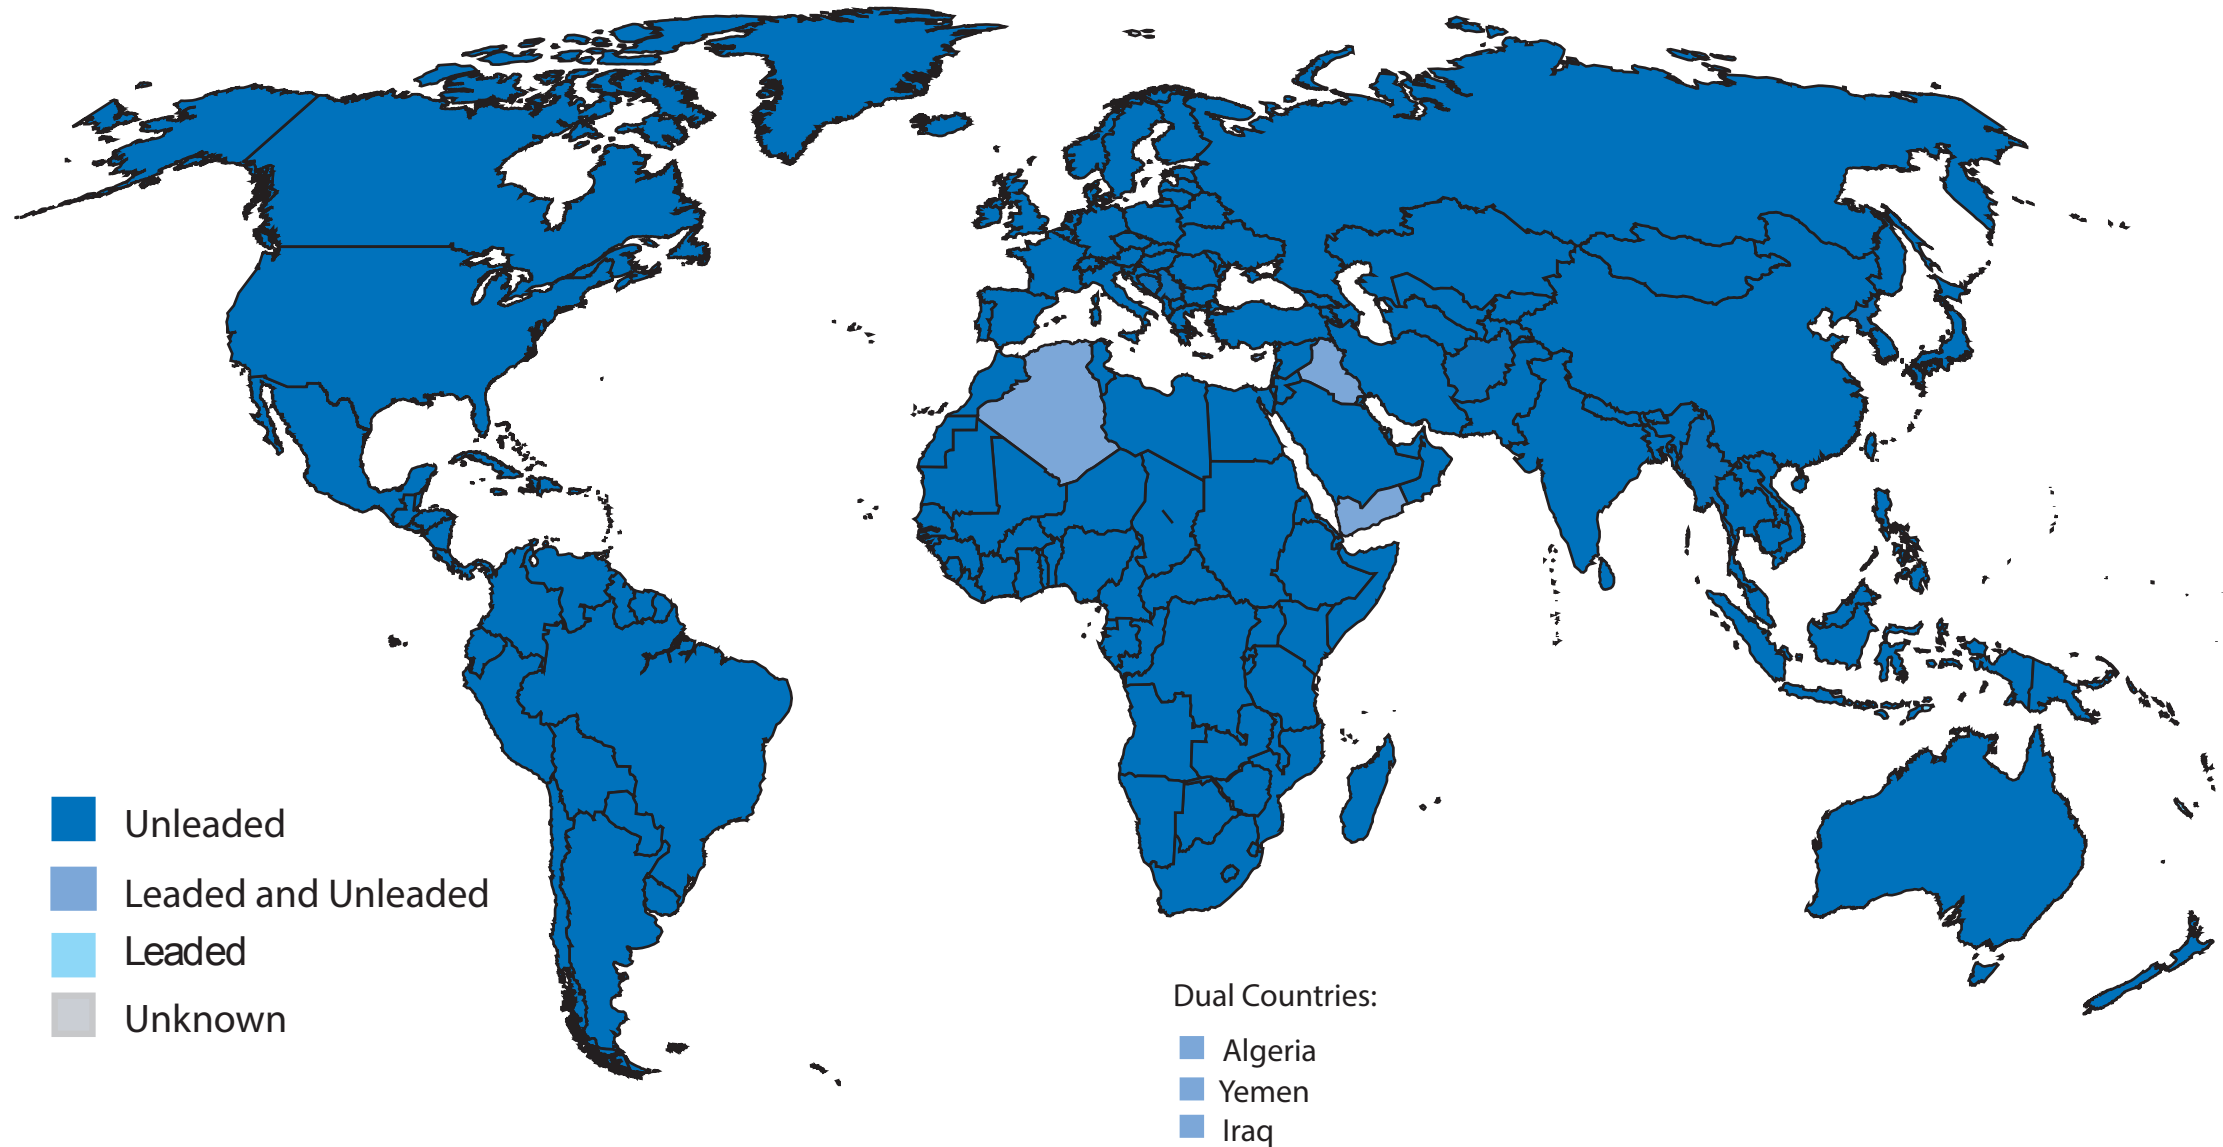 Unleaded
Leaded and Unleaded
Leaded
Unknown
Dual Countries:
Algeria
Yemen
Iraq